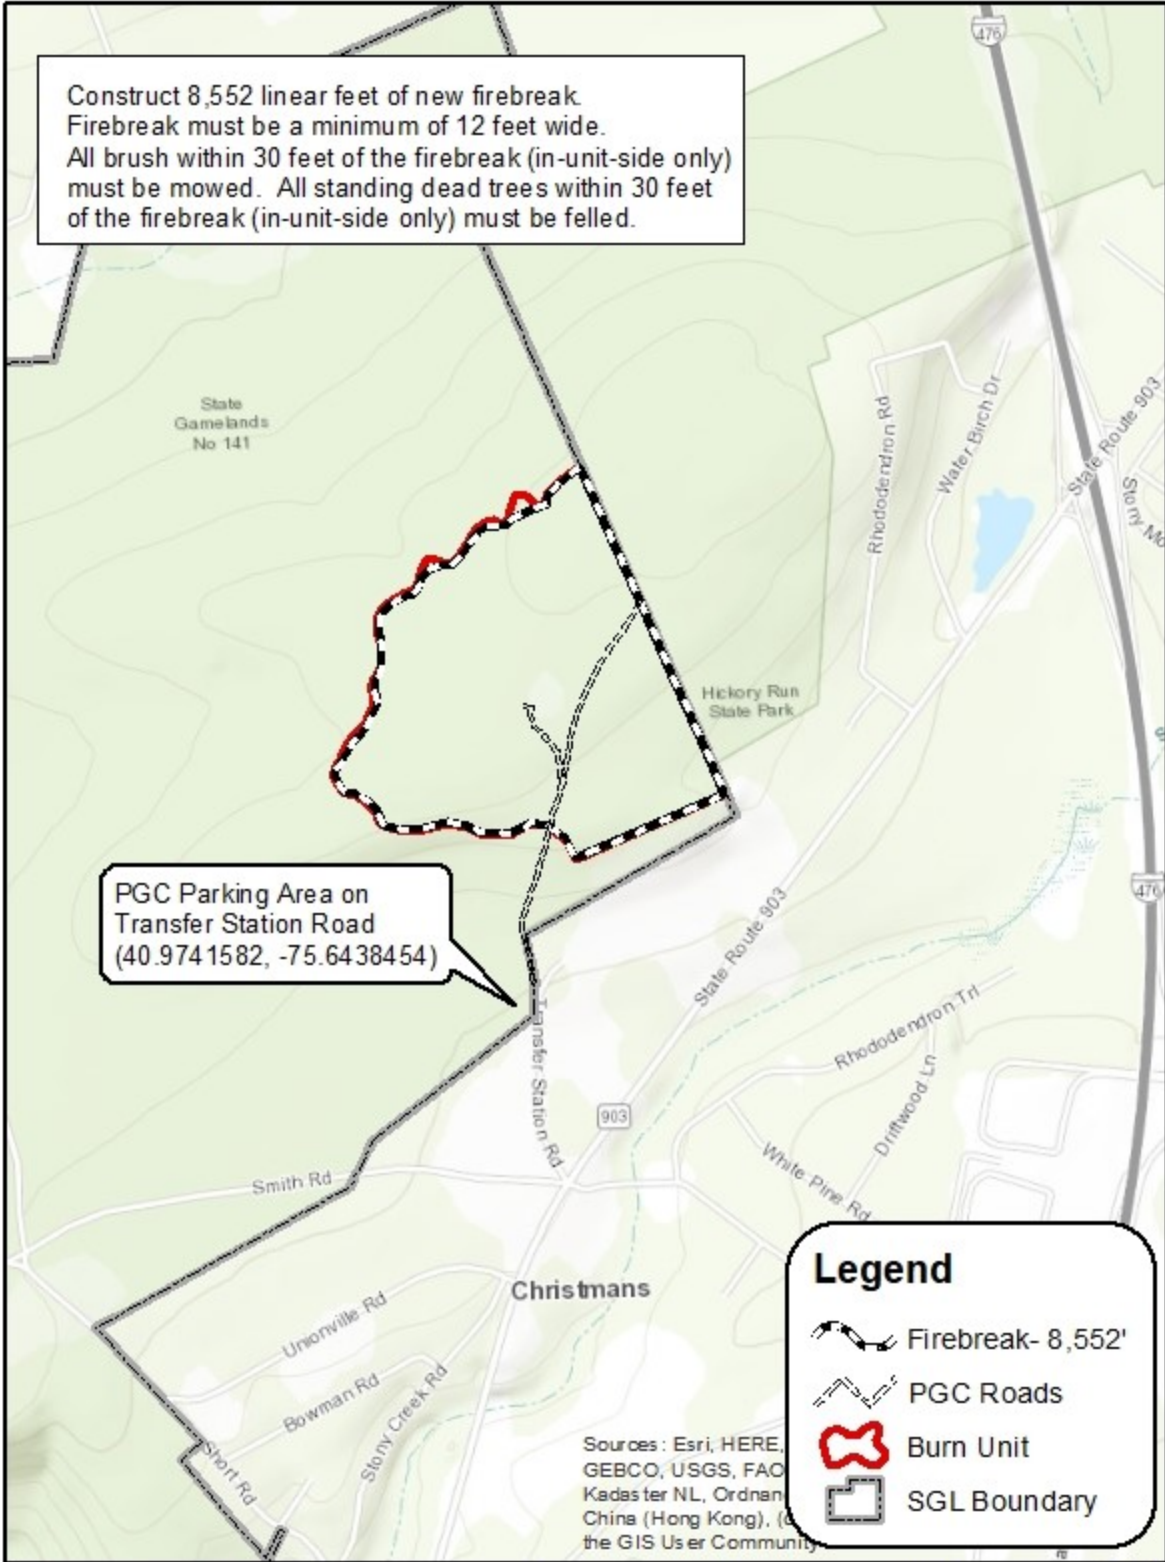 476
Construct 8,552 linear feet of new firebreak.
Firebreak must be a minimum of 12 feet wide.
All brush within 30 feet of the firebreak (in-unit-side only)
must be mowed. All standing dead trees within 30 feet
of the firebreak (in-unit-side only) must be felled.
State
Gamelands
No 141
Rhododendron Rd
Water Birch Dr
State Route 903
Stony
Hickory Run
State Park
476
PGC Parking Area on
Transfer Station Road
(40.9741582, -75.6438454)
State Route 903
Transfer Station Rd
Rhododendron Trl
Driftwood Ln
903
White Pine Rd
Smith Rd
Christmans
Unionville Rd
Bowman Rd
Stony Creek Rd
Short Rd
Legend
Firebreak- 8,552'
PGC Roads
Burn Unit
SGL Boundary
Sources: Esri, HERE,
GEBCO, USGS, FAO
Kadaster NL, Ordnan
China (Hong Kong), (
the GIS User Community